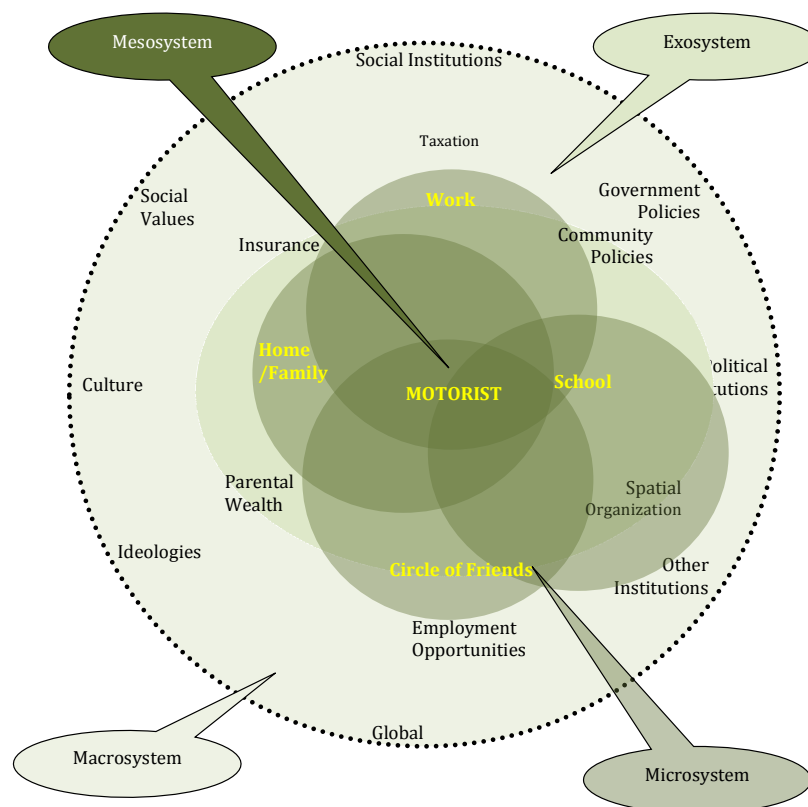 Mesosystem
Exosystem
Social Institutions
Taxation
Social
Values
Work
Government
Policies
Insurance
Community
Policies
Home
/Family
School
Political
MOTORIST
Culture
Parental
Wealth
Spatial
Organization
Ideologies
Circle of Friends
Other
Institutions
Employment
Opportunities
Global
Macrosystem
Microsystem